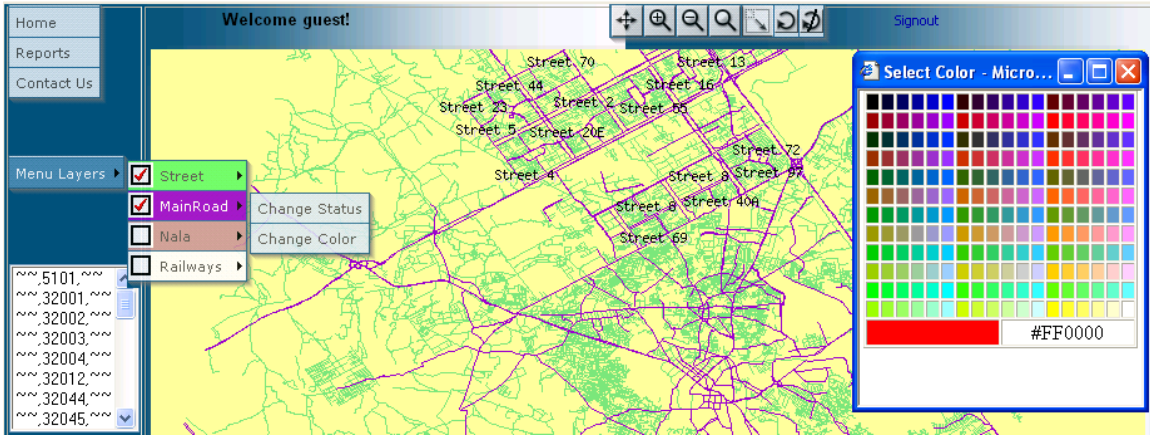 Home
Welcome guest!
Signout
Reports
Contact Us
Street 70
Street 13
Select Color - Micro...
Street 44
Street 16
Street 23
Street 2
Street 55
Street 5
Street 20E
Street 72
Menu Layers
Street
Street 4
Street 8
Street 97
MainRoad
Change Status
Street 8
Street 40A
Nala
Change Color
Street 69
Railways
~~,5101,~~
~~,32001,~~
~~,32002,~~
~~,32003,~~
~~,32004,~~
~~,32012,~~
~~,32044,~~
~~,32045,~~
#FF0000